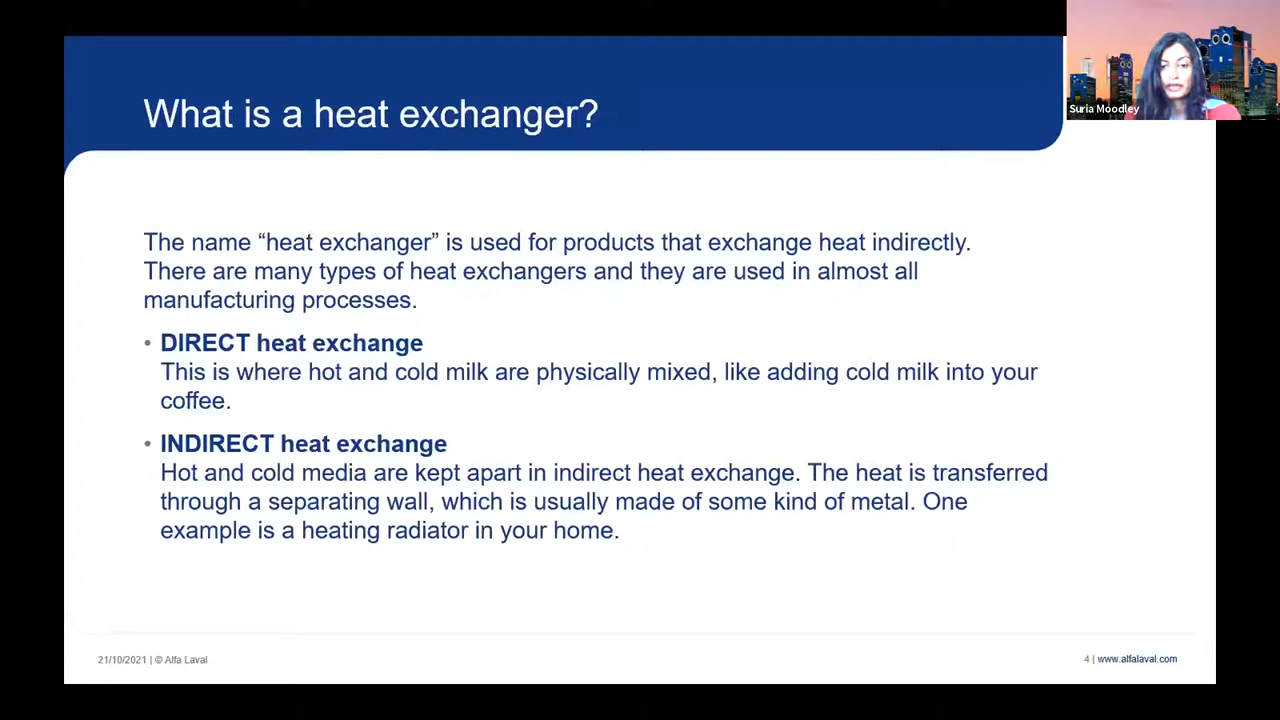 What is a heat exchanger?
Suria Moodley
The name “heat exchanger” is used for products that exchange heat indirectly.
There are many types of heat exchangers and they are used in almost all
manufacturing processes.
• DIRECT heat exchange
This is where hot and cold milk are physically mixed, like adding cold milk into your
coffee.
• INDIRECT heat exchange
Hot and cold media are kept apart in indirect heat exchange. The heat is transferred
through a separating wall, which is usually made of some kind of metal. One
example is a heating radiator in your home.
21/10/2021 | © Alfa Laval
4 | www.alfalaval.com